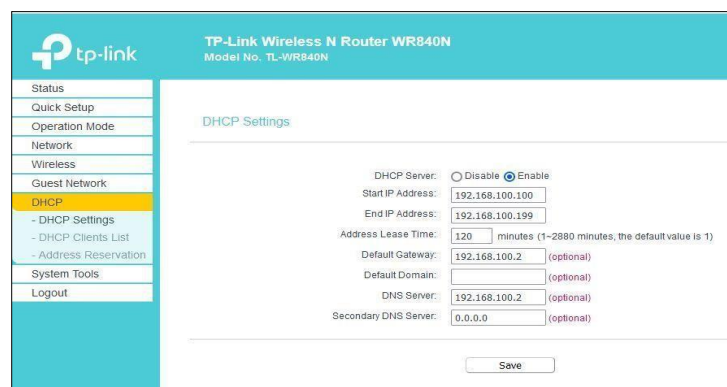 tp-link
TP-Link Wireless N Router WR840N
Model No. TL-WR840N
Status
Quick Setup
Operation Mode
Network
Wireless
Guest Network
DHCP
- DHCP Settings
- DHCP Clients List
- Address Reservation
System Tools
Logout
DHCP Settings
DHCP Server: Disable Enable
Start IP Address: 192.168.100.100
End IP Address: 192.168.100.199
Address Lease Time: 120 minutes (1~2880 minutes, the default value is 1)
Default Gateway: 192.168.100.2 (optional)
Default Domain: (optional)
DNS Server: 192.168.100.2 (optional)
Secondary DNS Server: 0.0.0.0 (optional)
Save